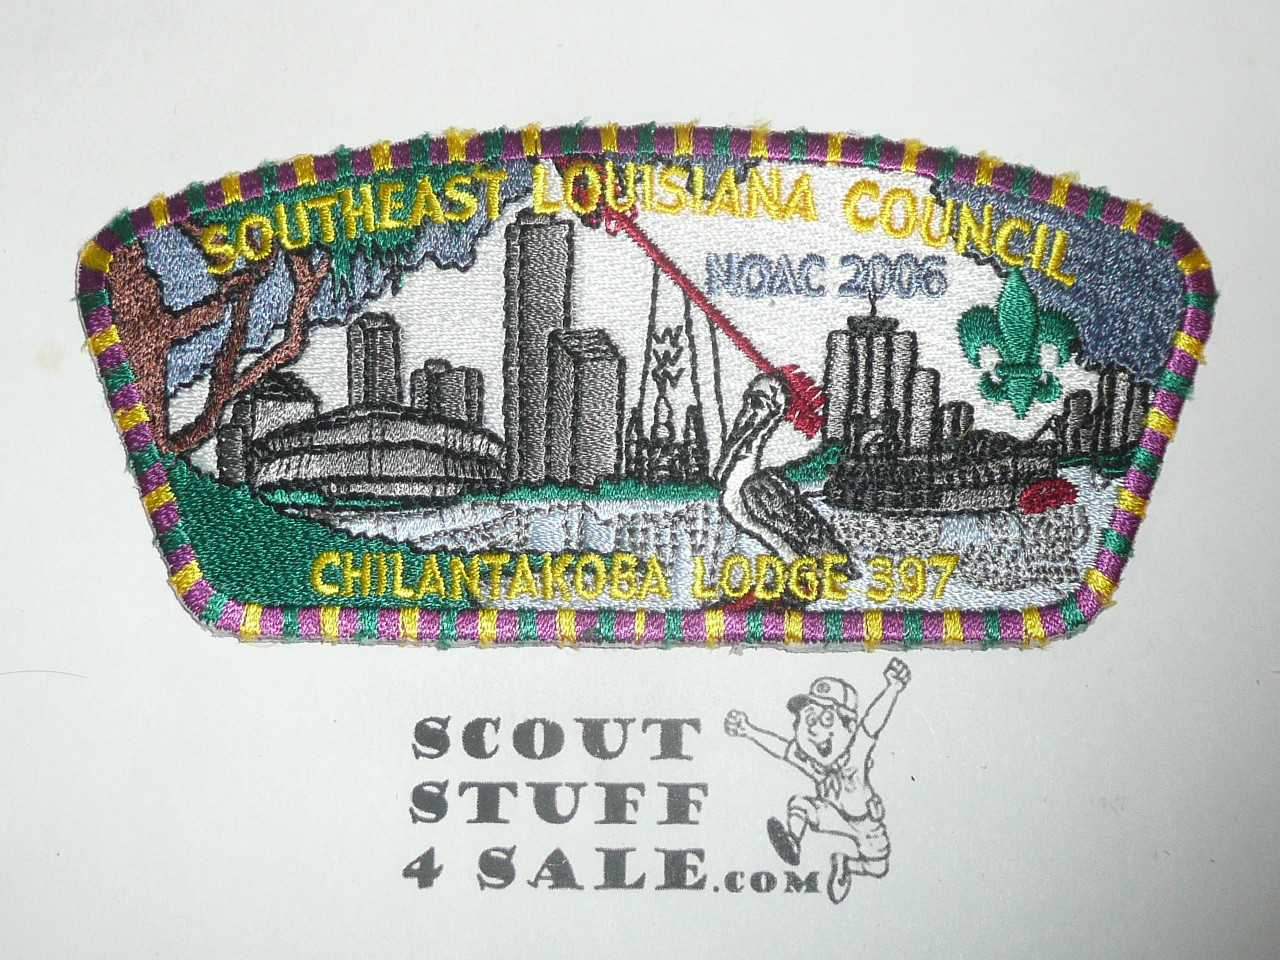 SOUTHEAST LOUISIANA COUNCIL
NOAC 2006
CHILANTAKOBA LODGE 397
SCOUT
STUFF
4 SALE.COM